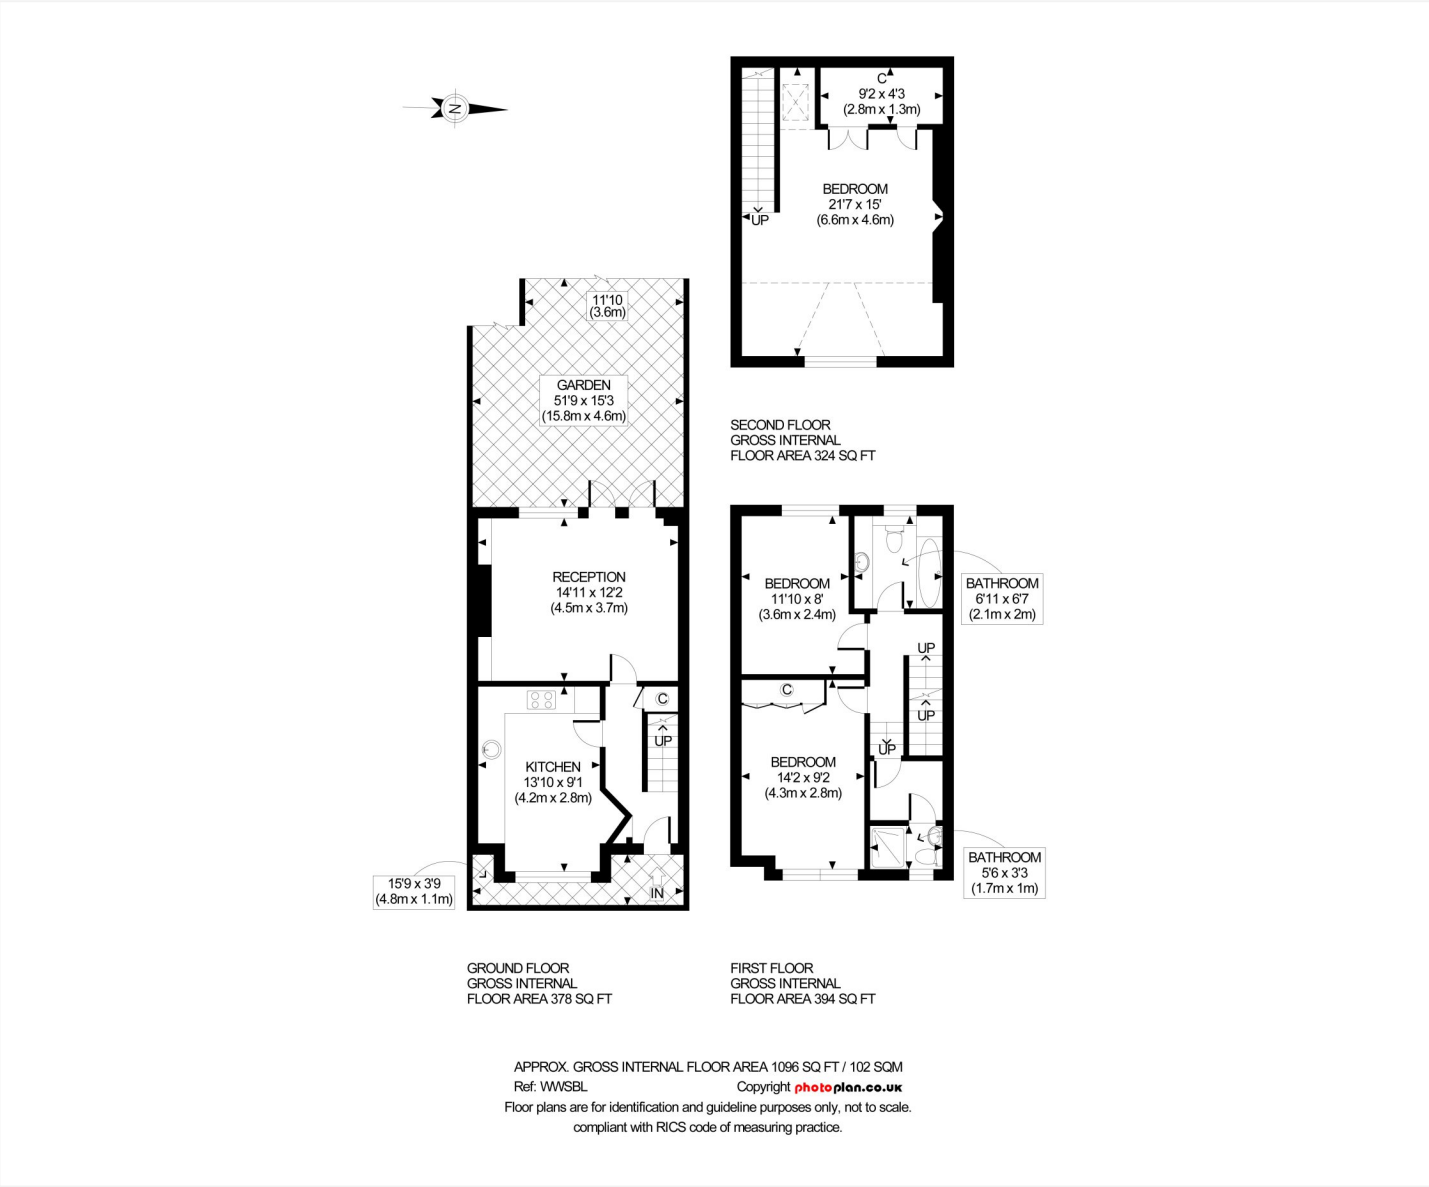 N
C
9'2 x 4'3
(2.8m x 1.3m)
BEDROOM
21'7 x 15'
(6.6m x 4.6m)
UP
SECOND FLOOR
GROSS INTERNAL
FLOOR AREA 324 SQ FT
11'10
(3.6m)
GARDEN
51'9 x 15'3
(15.8m x 4.6m)
RECEPTION
14'11 x 12'2
(4.5m x 3.7m)
C
UP
KITCHEN
13'10 x 9'1
(4.2m x 2.8m)
15'9 x 3'9
(4.8m x 1.1m)
IN
GROUND FLOOR
GROSS INTERNAL
FLOOR AREA 378 SQ FT
BEDROOM
11'10 x 8'
(3.6m x 2.4m)
BATHROOM
6'11 x 6'7
(2.1m x 2m)
UP
UP
UP
C
BEDROOM
14'2 x 9'2
(4.3m x 2.8m)
BATHROOM
5'6 x 3'3
(1.7m x 1m)
FIRST FLOOR
GROSS INTERNAL
FLOOR AREA 394 SQ FT
APPROX. GROSS INTERNAL FLOOR AREA 1096 SQ FT / 102 SQM
Ref: WWSBL Copyright photoplan.co.uk
Floor plans are for identification and guideline purposes only, not to scale.
compliant with RICS code of measuring practice.